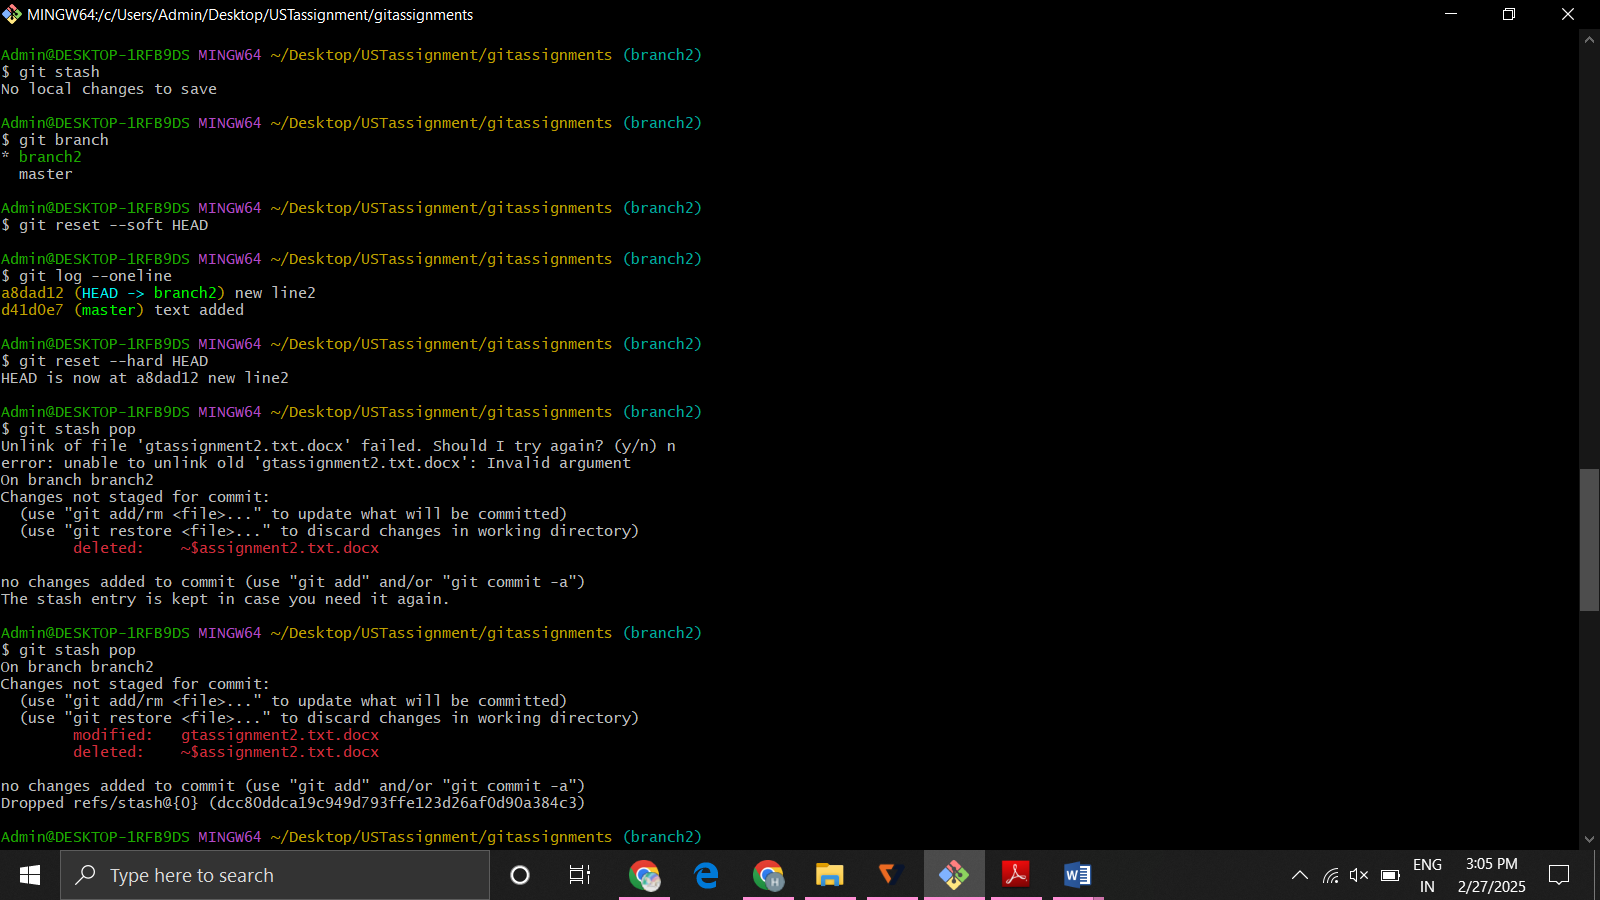 MINGW64:/c/Users/Admin/Desktop/USTassignment/gitassignments
Admin@DESKTOP-1RFB9DS MINGW64 ~/Desktop/USTassignment/gitassignments (branch2)
$ git stash
No local changes to save
Admin@DESKTOP-1RFB9DS MINGW64 ~/Desktop/USTassignment/gitassignments (branch2)
$ git branch
* branch2
  master
Admin@DESKTOP-1RFB9DS MINGW64 ~/Desktop/USTassignment/gitassignments (branch2)
$ git reset --soft HEAD
Admin@DESKTOP-1RFB9DS MINGW64 ~/Desktop/USTassignment/gitassignments (branch2)
$ git log --oneline
a8dad12 (HEAD -> branch2) new line2
d41d0e7 (master) text added
Admin@DESKTOP-1RFB9DS MINGW64 ~/Desktop/USTassignment/gitassignments (branch2)
$ git reset --hard HEAD
HEAD is now at a8dad12 new line2
Admin@DESKTOP-1RFB9DS MINGW64 ~/Desktop/USTassignment/gitassignments (branch2)
$ git stash pop
Unlink of file 'gtassignment2.txt.docx' failed. Should I try again? (y/n) n
error: unable to unlink old 'gtassignment2.txt.docx': Invalid argument
On branch branch2
Changes not staged for commit:
  (use "git add/rm <file>..." to update what will be committed)
  (use "git restore <file>..." to discard changes in working directory)
        deleted:    ~$assignment2.txt.docx
no changes added to commit (use "git add" and/or "git commit -a")
The stash entry is kept in case you need it again.
Admin@DESKTOP-1RFB9DS MINGW64 ~/Desktop/USTassignment/gitassignments (branch2)
$ git stash pop
On branch branch2
Changes not staged for commit:
  (use "git add/rm <file>..." to update what will be committed)
  (use "git restore <file>..." to discard changes in working directory)
        modified:   gtassignment2.txt.docx
        deleted:    ~$assignment2.txt.docx
no changes added to commit (use "git add" and/or "git commit -a")
Dropped refs/stash@{0} (dcc80ddca19c949d793ffe123d26af0d90a384c3)
Admin@DESKTOP-1RFB9DS MINGW64 ~/Desktop/USTassignment/gitassignments (branch2)
Type here to search
ENG
IN
3:05 PM
2/27/2025